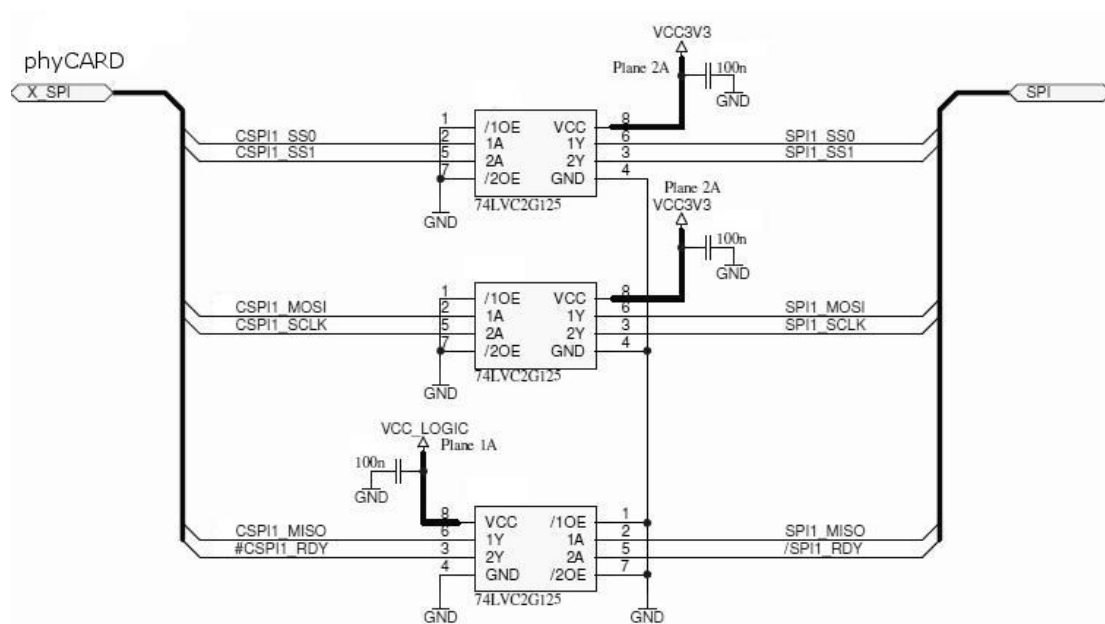 VCC3V3
phyCARD
Plane 2A
100n
X_SPI
SPI
GND
8
1 /1OE VCC
CSPI1_SS0 2 1A 1Y 6 SPI1_SS0
CSPI1_SS1 5 2A 2Y 3 SPI1_SS1
7 /2OE GND 4
74LVC2G125
GND
Plane 2A
VCC3V3
100n
GND
8
1 /1OE VCC
CSPI1_MOSI 2 1A 1Y 6 SPI1_MOSI
CSPI1_SCLK 5 2A 2Y 3 SPI1_SCLK
7 /2OE GND 4
74LVC2G125
GND
VCC_LOGIC
Plane 1A
100n
GND
8 VCC /1OE 1
CSPI1_MISO 6 1Y 1A 2 SPI1_MISO
#CSPI1_RDY 3 2Y 2A 5 /SPI1_RDY
4 GND /2OE 7
74LVC2G125
GND
GND